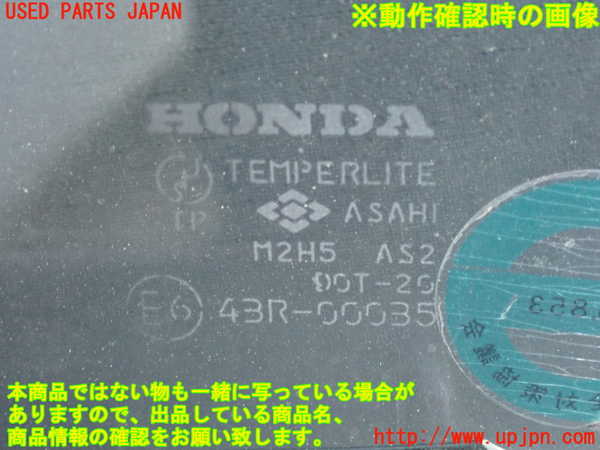 USED PARTS JAPAN
※動作確認時の画像
HONDA
TEMPERLITE
ASAHI
M2H5 AS2
DOT-20
E6 43R-00035
本商品ではない物も一緒に写っている場合が
ありますので、出品している商品名、
商品情報の確認をお願い致します。
http://www.upjpn.com/